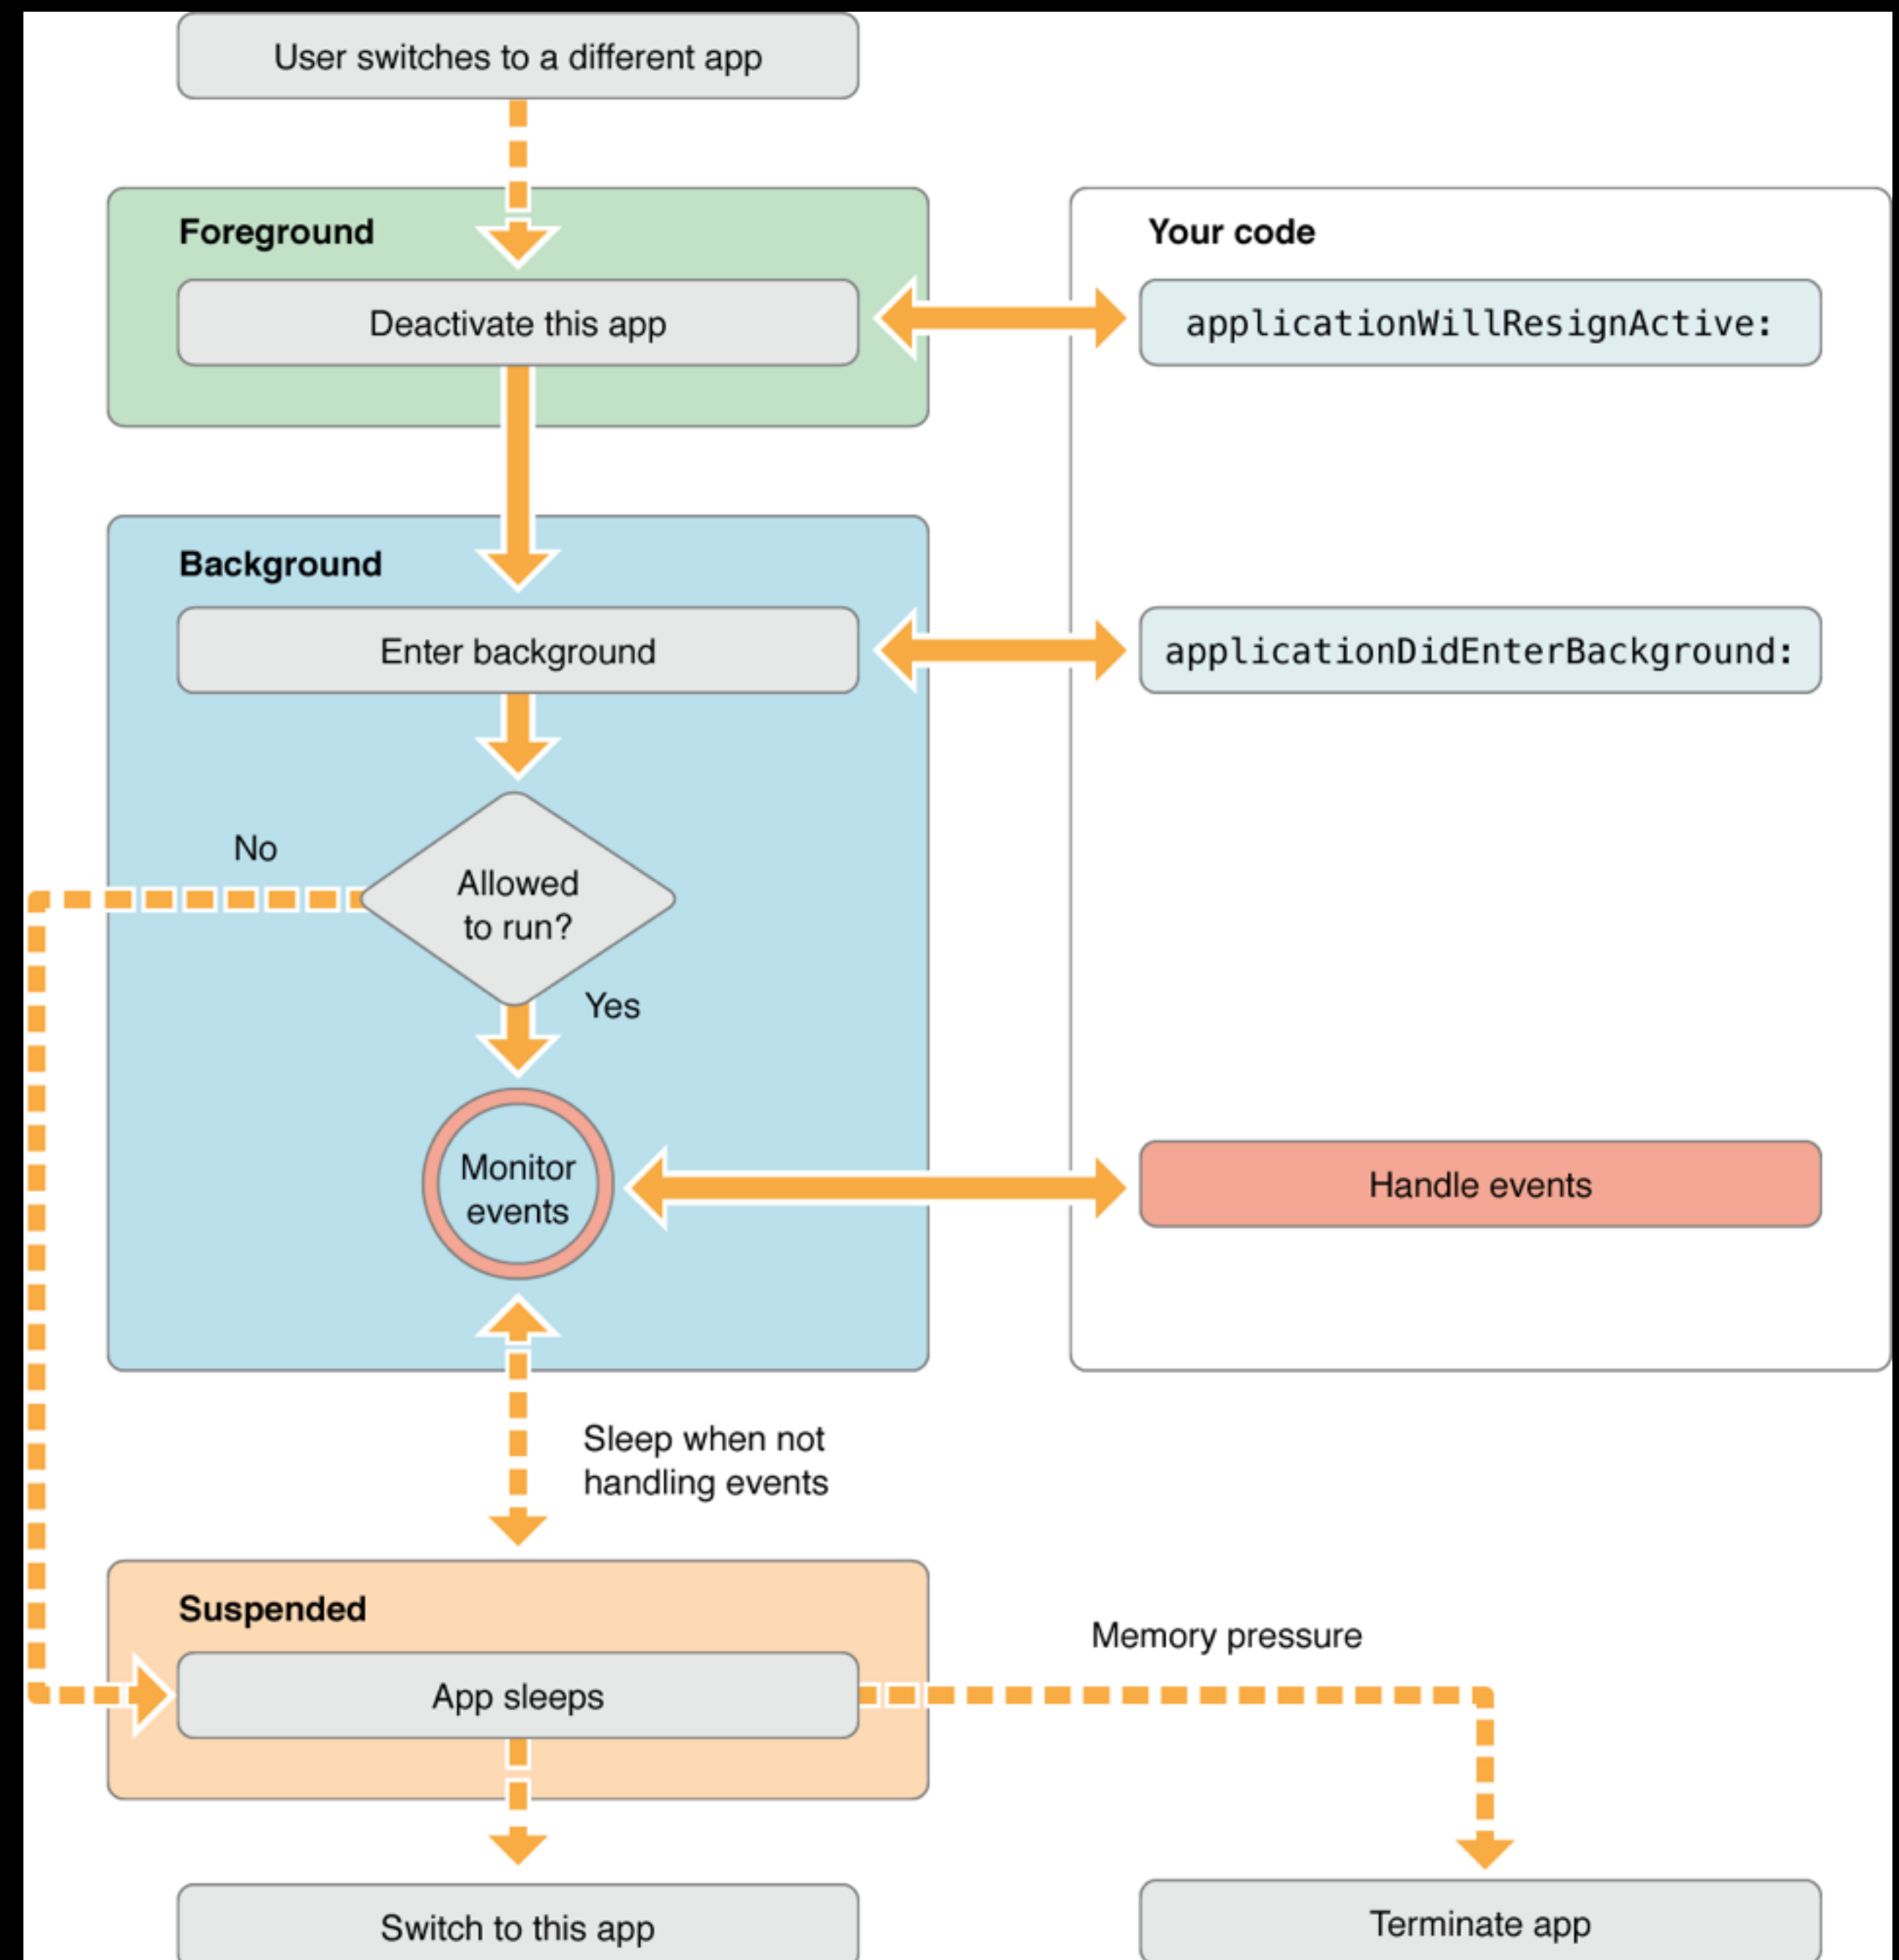 User switches to a different app
Foreground
Your code
Deactivate this app
applicationWillResignActive:
Background
Enter background
applicationDidEnterBackground:
No
Allowed
to run?
Yes
Monitor
events
Handle events
Sleep when not
handling events
Suspended
Memory pressure
App sleeps
Switch to this app
Terminate app